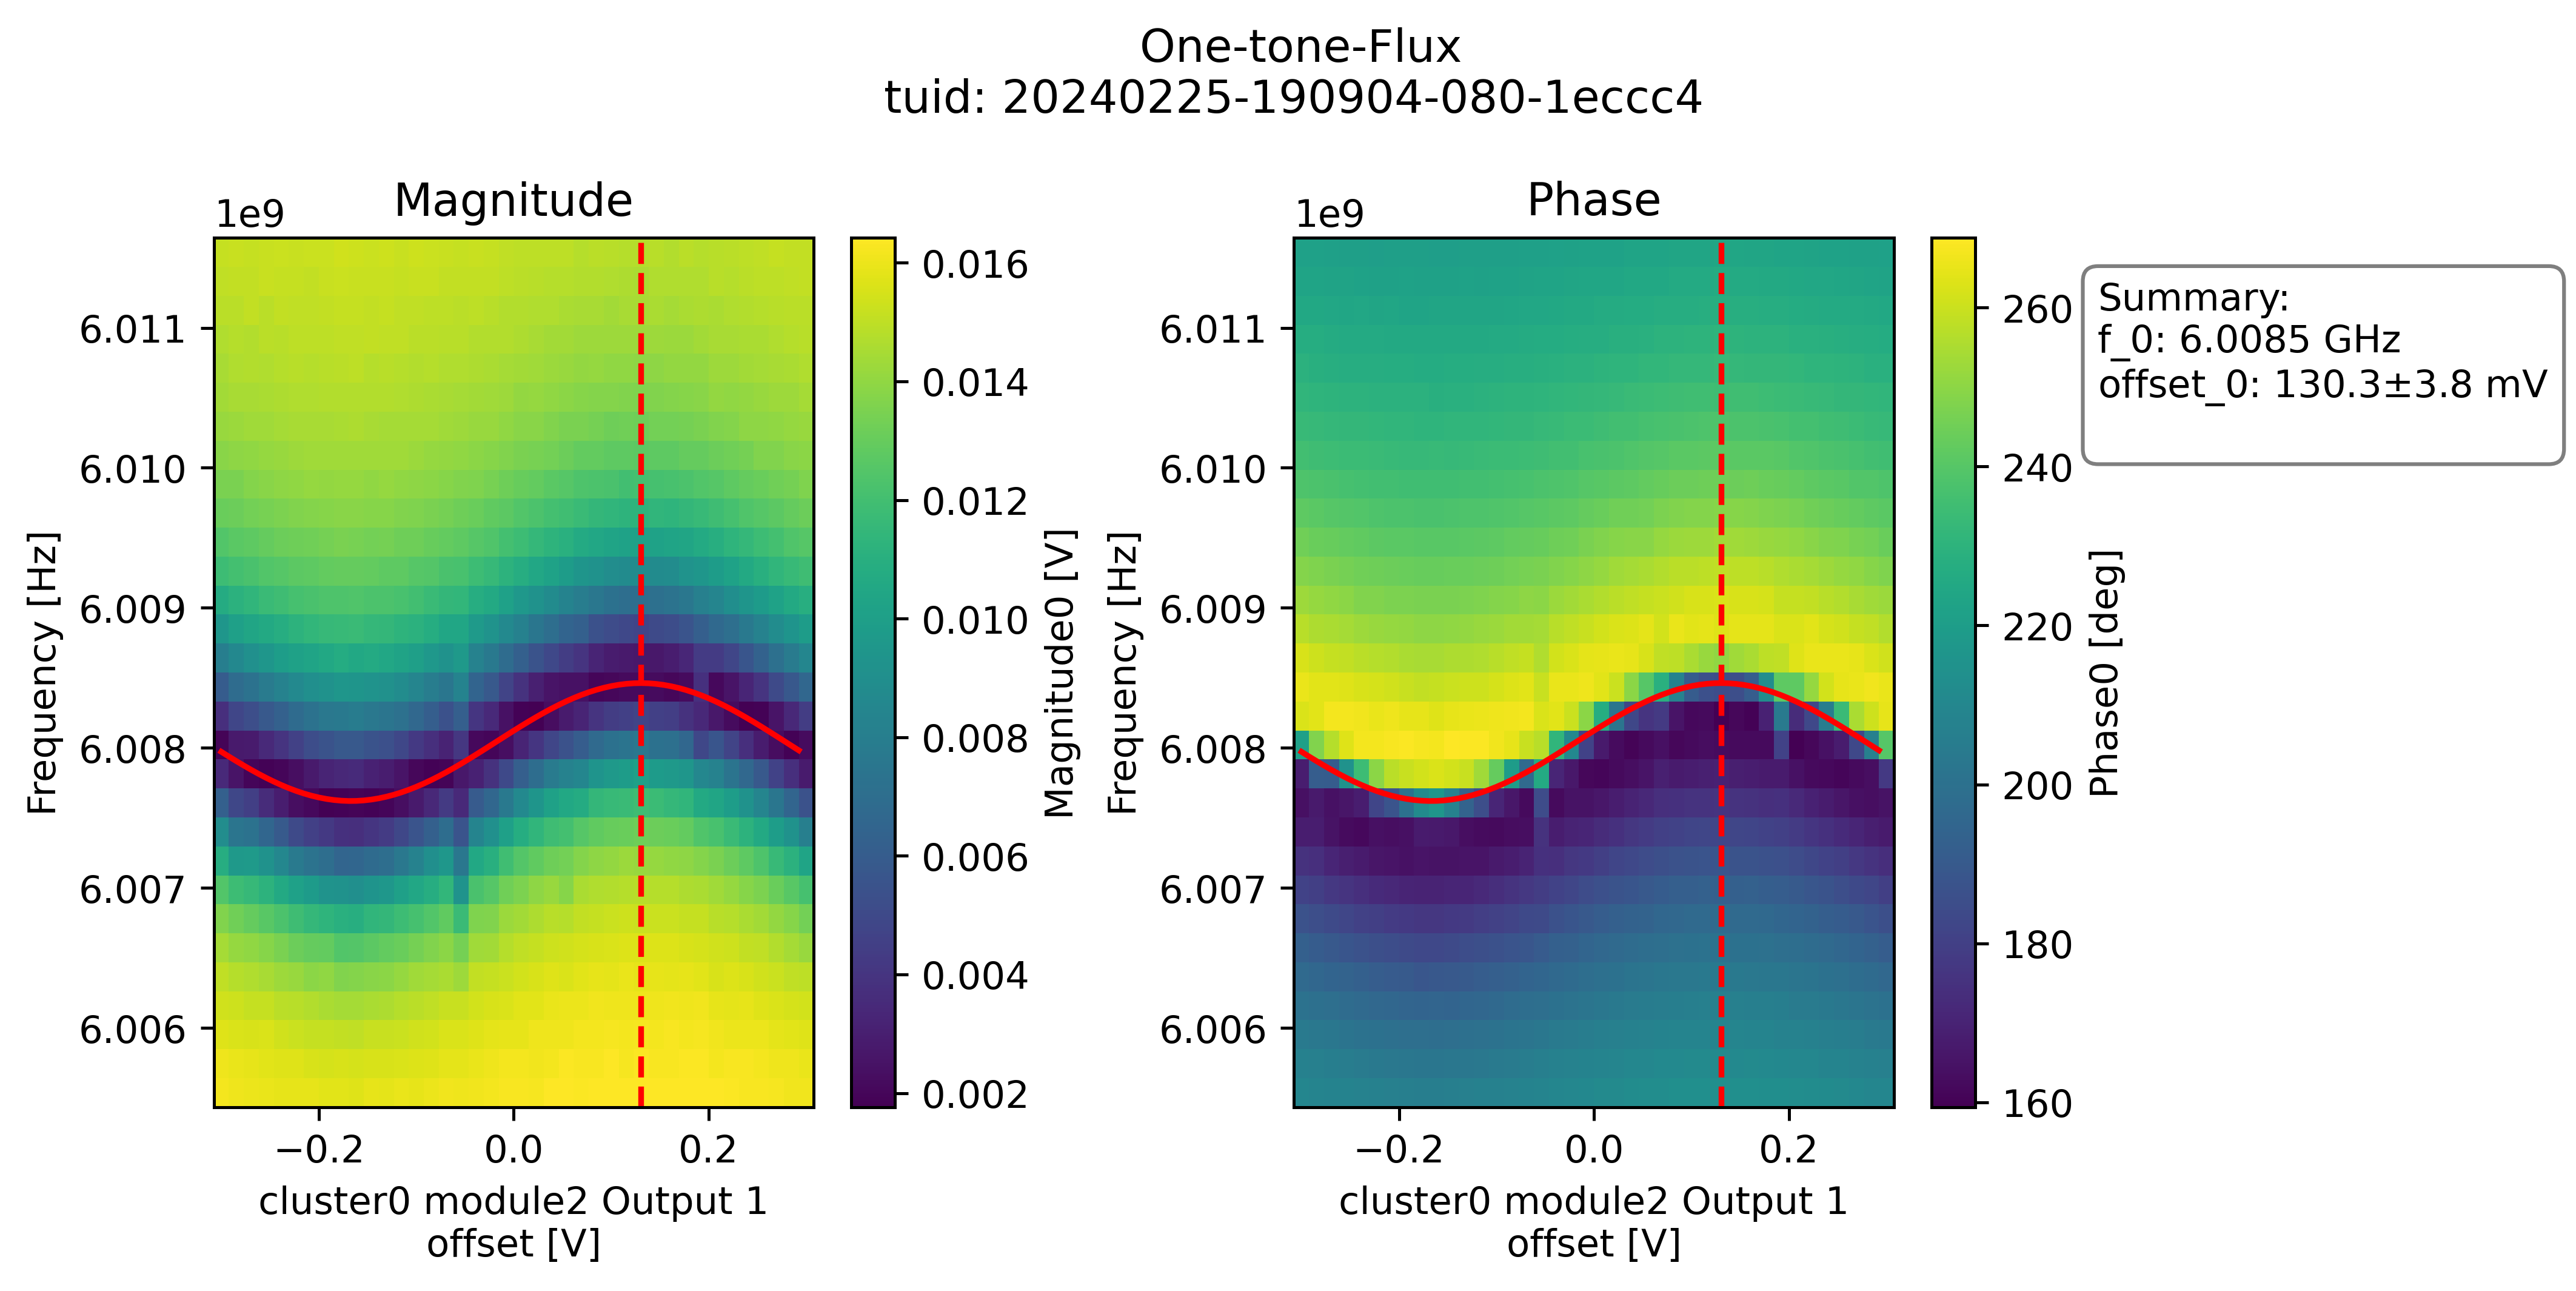 One-tone-Flux
tuid: 20240225-190904-080-1eccc4
Magnitude
1e9
6.011
6.010
6.009
6.008
6.007
6.006
Frequency [Hz]
−0.2
0.0
0.2
cluster0 module2 Output 1
offset [V]
0.016
0.014
0.012
0.010
0.008
0.006
0.004
0.002
Magnitude0 [V]
Phase
1e9
6.011
6.010
6.009
6.008
6.007
6.006
Frequency [Hz]
−0.2
0.0
0.2
cluster0 module2 Output 1
offset [V]
260
240
220
200
180
160
Phase0 [deg]
Summary:
f_0: 6.0085 GHz
offset_0: 130.3±3.8 mV